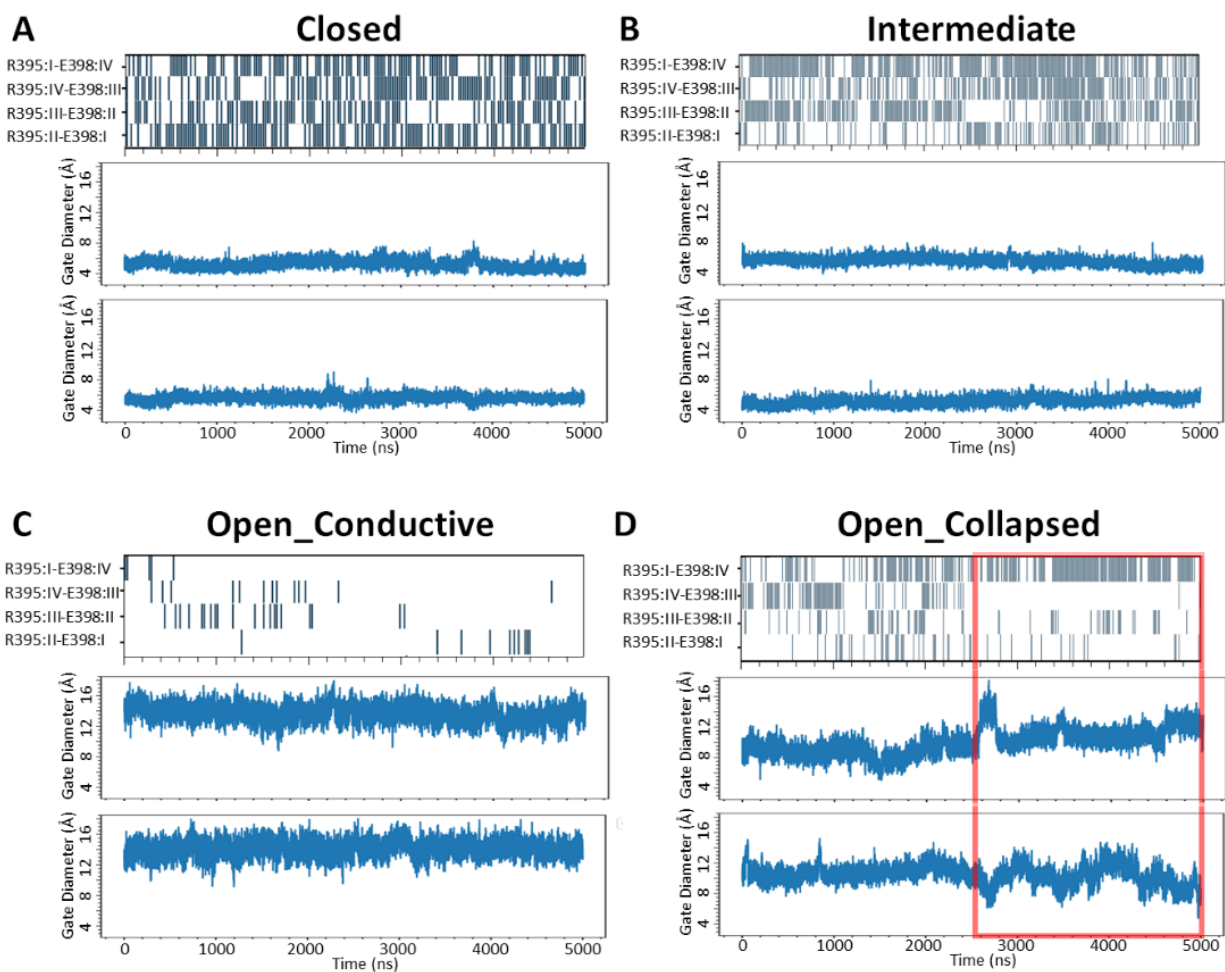 A
Closed
R395:I-E398:IV
R395:IV-E398:III
R395:III-E398:II
R395:II-E398:I
Gate Diameter (Å)
16
12
8
4
Gate Diameter (Å)
16
12
8
4
0 1000 2000 3000 4000 5000
Time (ns)
B
Intermediate
R395:I-E398:IV
R395:IV-E398:III
R395:III-E398:II
R395:II-E398:I
Gate Diameter (Å)
16
12
8
4
Gate Diameter (Å)
16
12
8
4
0 1000 2000 3000 4000 5000
Time (ns)
C
Open_Conductive
R395:I-E398:IV
R395:IV-E398:III
R395:III-E398:II
R395:II-E398:I
Gate Diameter (Å)
16
12
8
4
Gate Diameter (Å)
16
12
8
4
0 1000 2000 3000 4000 5000
Time (ns)
D
Open_Collapsed
R395:I-E398:IV
R395:IV-E398:III
R395:III-E398:II
R395:II-E398:I
Gate Diameter (Å)
16
12
8
4
Gate Diameter (Å)
16
12
8
4
0 1000 2000 3000 4000 5000
Time (ns)